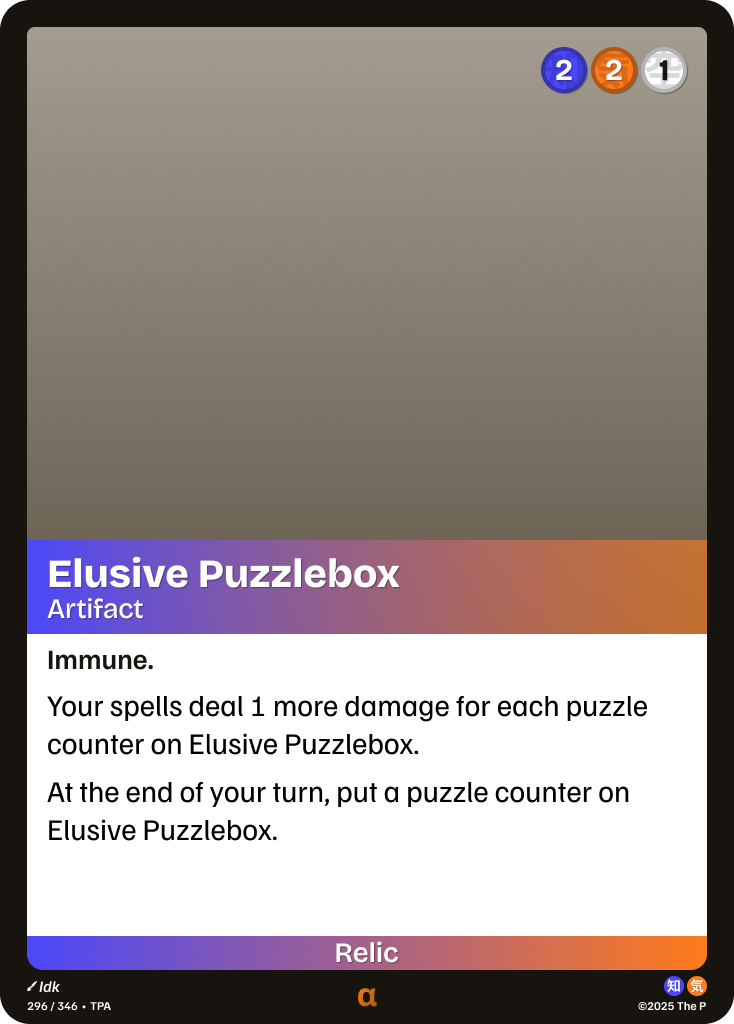 2 2 1
Elusive Puzzlebox
Artifact
Immune.
Your spells deal 1 more damage for each puzzle
counter on Elusive Puzzlebox.
At the end of your turn, put a puzzle counter on
Elusive Puzzlebox.
Relic
Idk
知 気
296 / 346 • TPA
α
©2025 The P